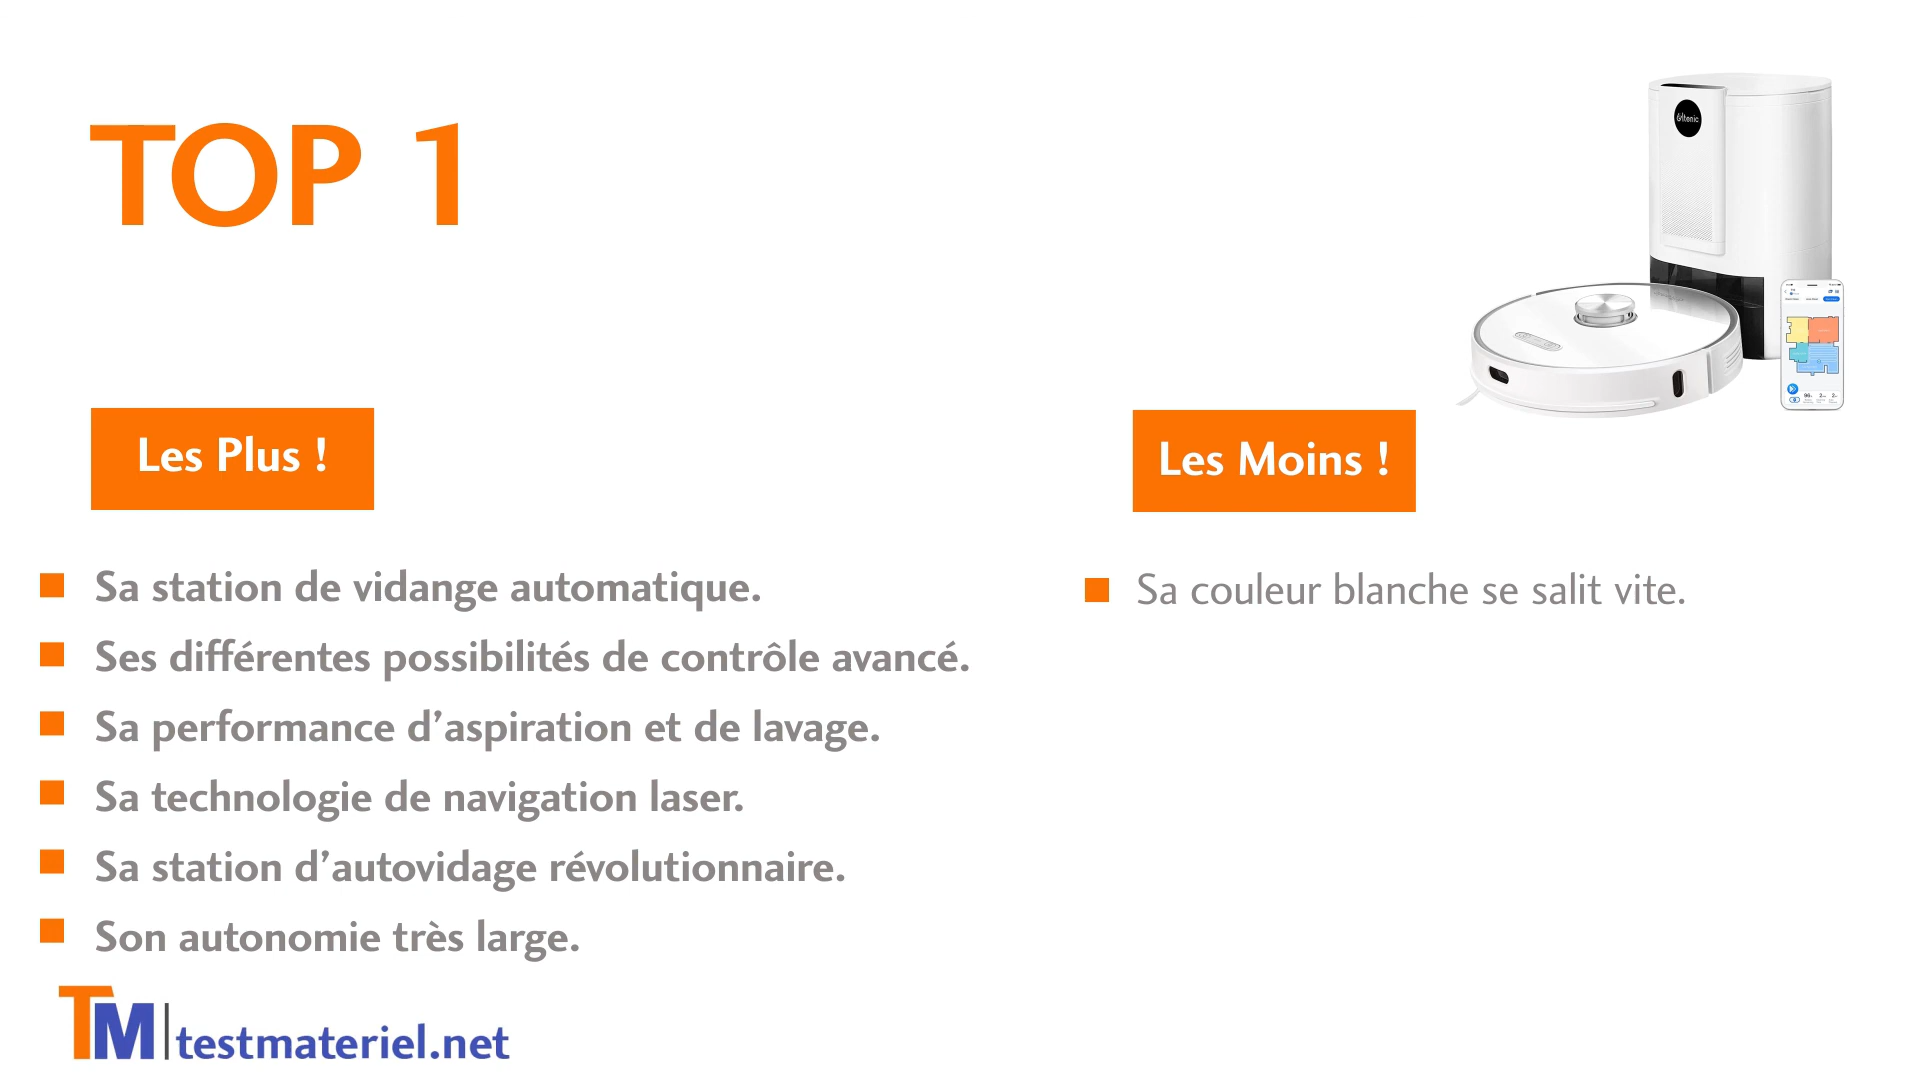 TOP 1
Les Plus !
Sa station de vidange automatique.
Ses différentes possibilités de contrôle avancé.
Sa performance d’aspiration et de lavage.
Sa technologie de navigation laser.
Sa station d’autovidage révolutionnaire.
Son autonomie très large.
Les Moins !
Sa couleur blanche se salit vite.
TM|testmateriel.net